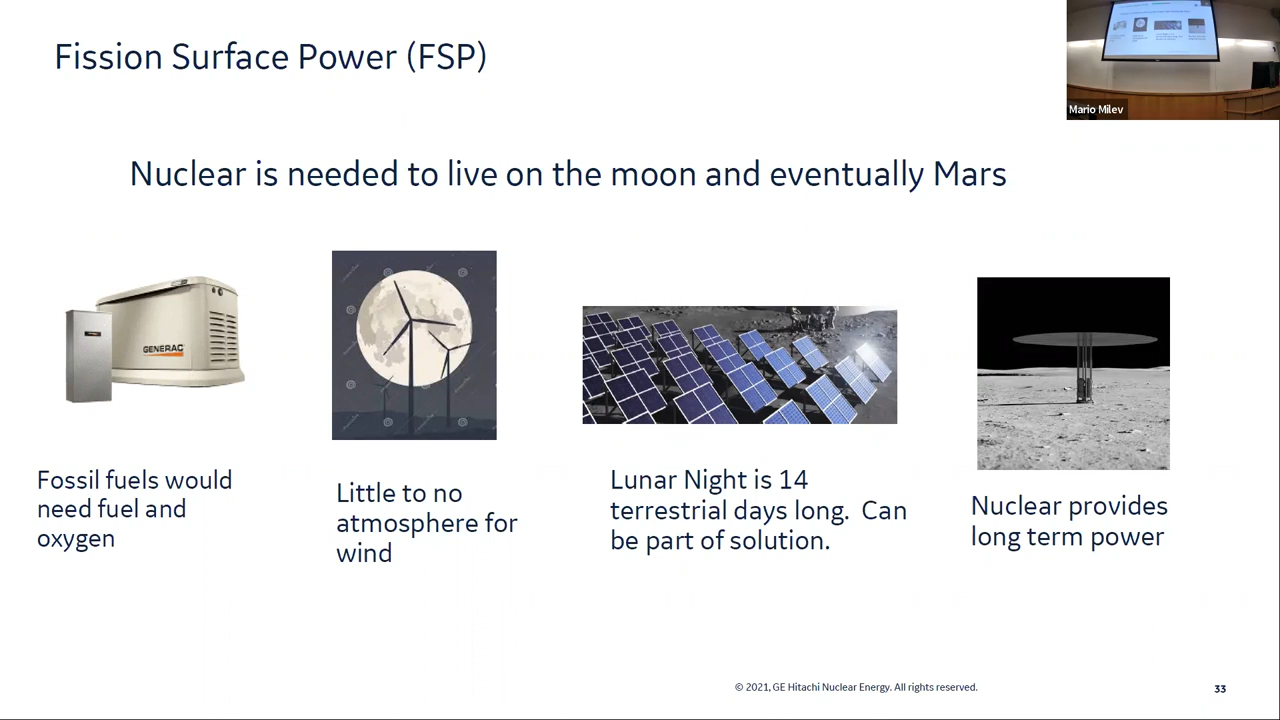 Fission Surface Power (FSP)
Mario Milev
Nuclear is needed to live on the moon and eventually Mars
GENERAC
Fossil fuels would
need fuel and
oxygen
Little to no
atmosphere for
wind
Lunar Night is 14
terrestrial days long.  Can
be part of solution.
Nuclear provides
long term power
© 2021, GE Hitachi Nuclear Energy. All rights reserved.
33